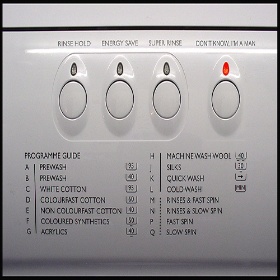 RINSE HOLD ENERGY SAVE SUPER RINSE DON'T KNOW, I'M A MAN
PROGRAMME GUIDE
A PREWASH 95
B PREWASH 40
C WHITE COTTON 95
D COLOURFAST COTTON 60
E NON COLOURFAST COTTON 40
F COLOURED SYNTHETICS 50
G ACRYLICS 40
H MACHINE WASH WOOL 40
J SILKS 30
K QUICK WASH
L COLD WASH
M RINSES & FAST SPIN
N RINSES & SLOW SPIN
P FAST SPIN
Q SLOW SPIN